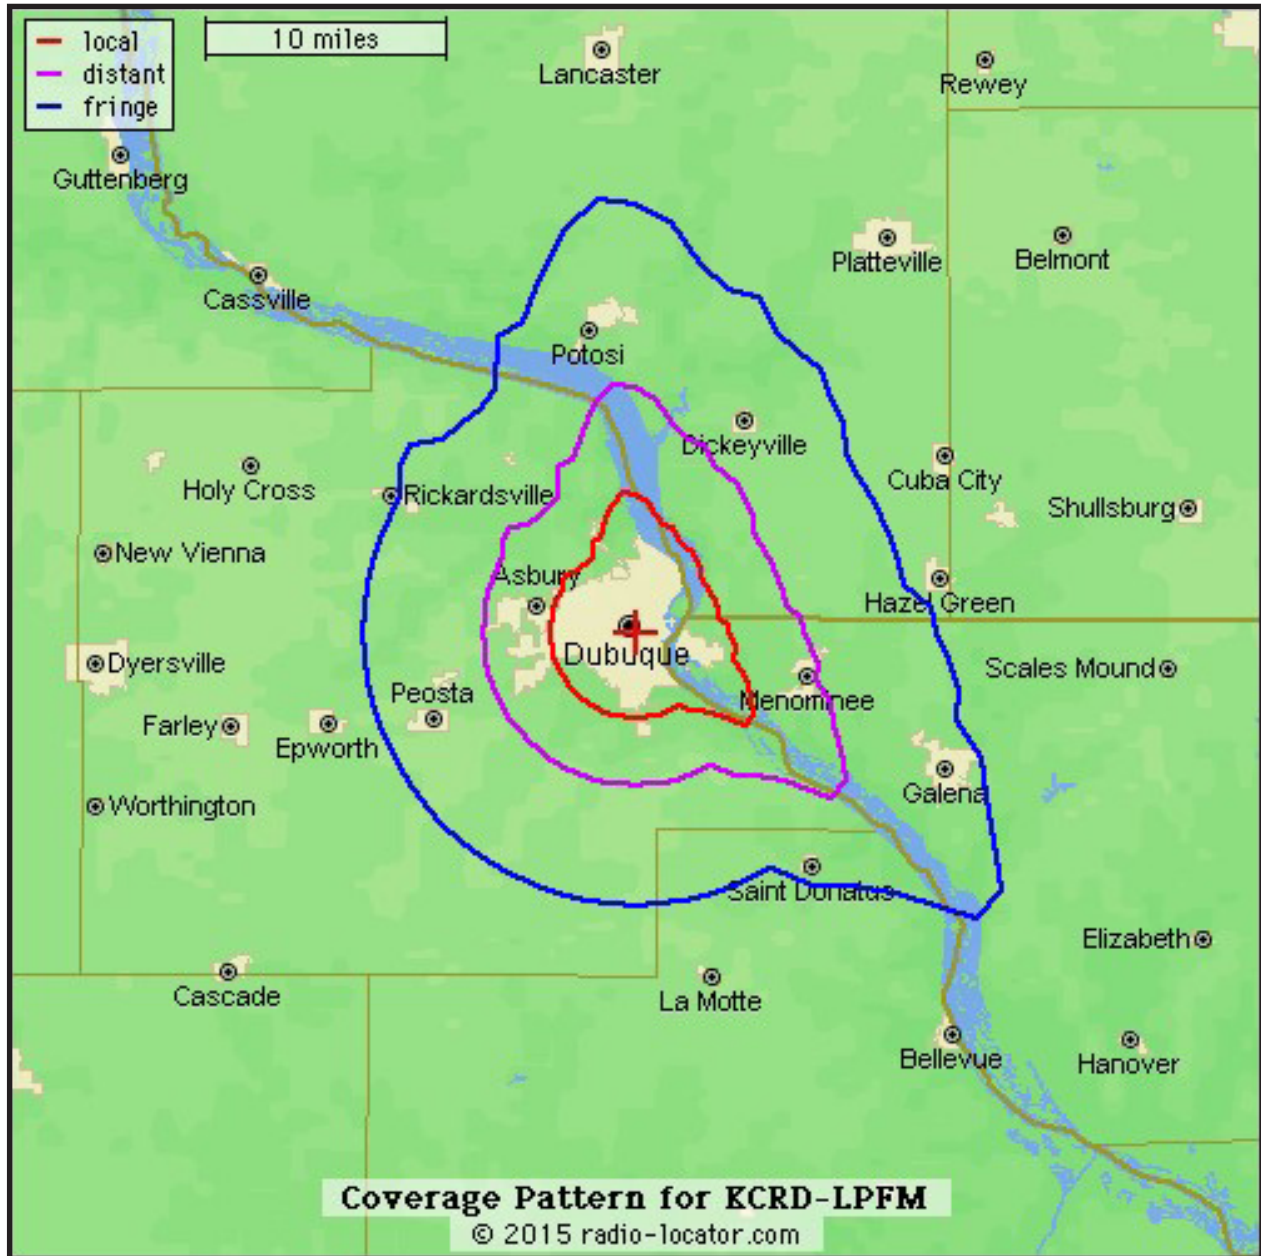 local
distant
fringe
10 miles
Lancaster
Rewey
Guttenberg
Platteville
Belmont
Cassville
Potosi
Dickeyville
Cuba City
Holy Cross
Rickardsville
Shullsburg
New Vienna
Asbury
Hazel Green
Dubuque
Dyersville
Scales Mound
Peosta
Menominee
Farley
Epworth
Galena
Worthington
Saint Donatus
Elizabeth
Cascade
La Motte
Bellevue
Hanover
Coverage Pattern for KCRD-LPFM
© 2015 radio-locator.com